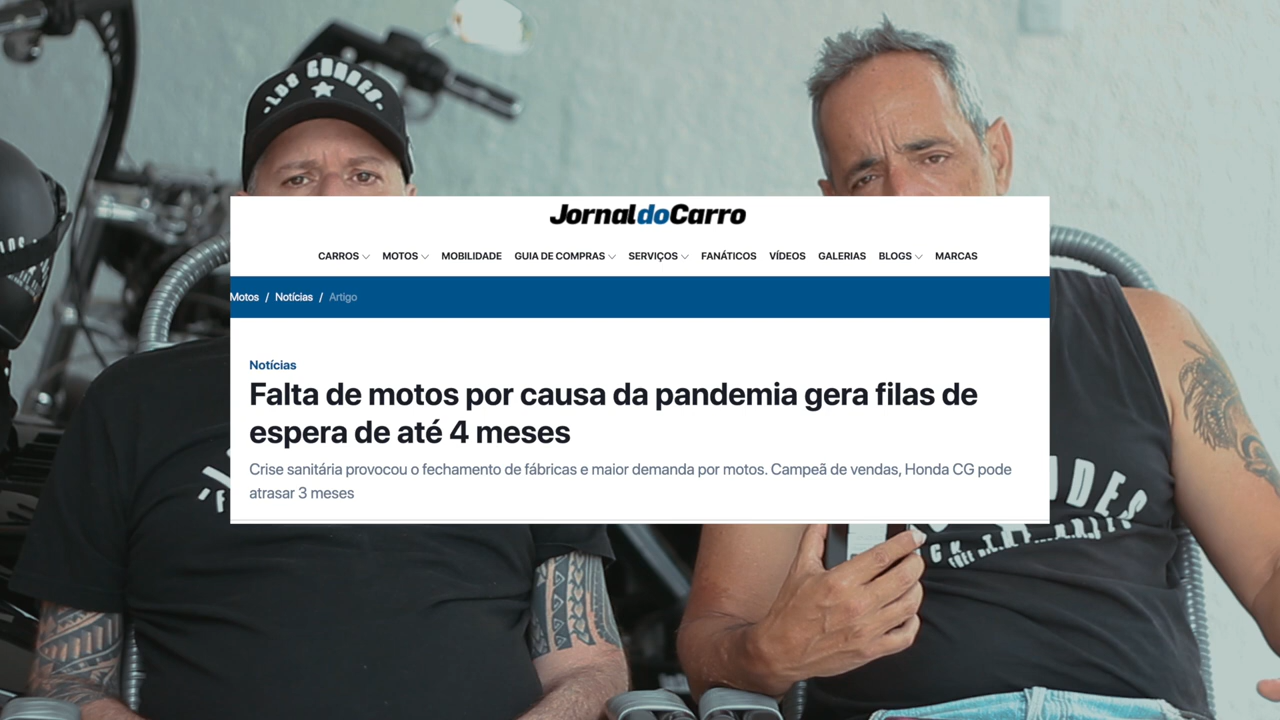 LOS CONDES
JornaldoCarro
CARROS MOTOS MOBILIDADE GUIA DE COMPRAS SERVIÇOS FANÁTICOS VÍDEOS GALERIAS BLOGS MARCAS
Motos / Notícias / Artigo
Notícias
Falta de motos por causa da pandemia gera filas de
espera de até 4 meses
Crise sanitária provocou o fechamento de fábricas e maior demanda por motos. Campeã de vendas, Honda CG pode
atrasar 3 meses